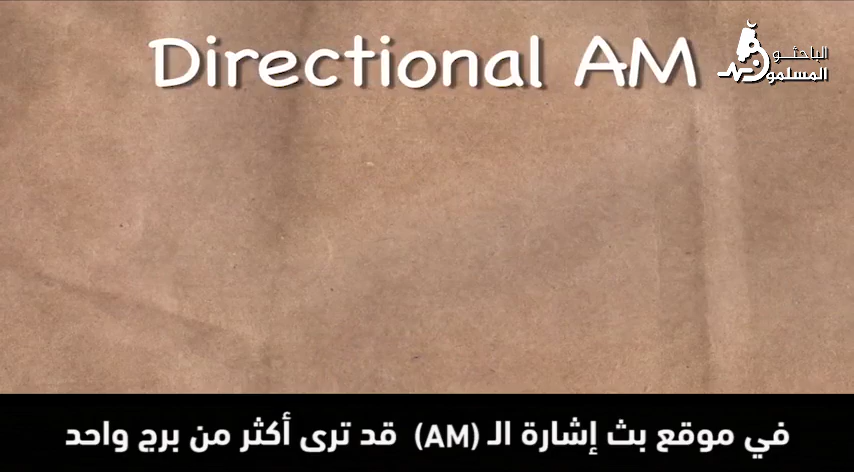 Directional AM
الباحثون
المسلمون
في موقع بث إشارة الـ (AM) قد ترى أكثر من برج واحد